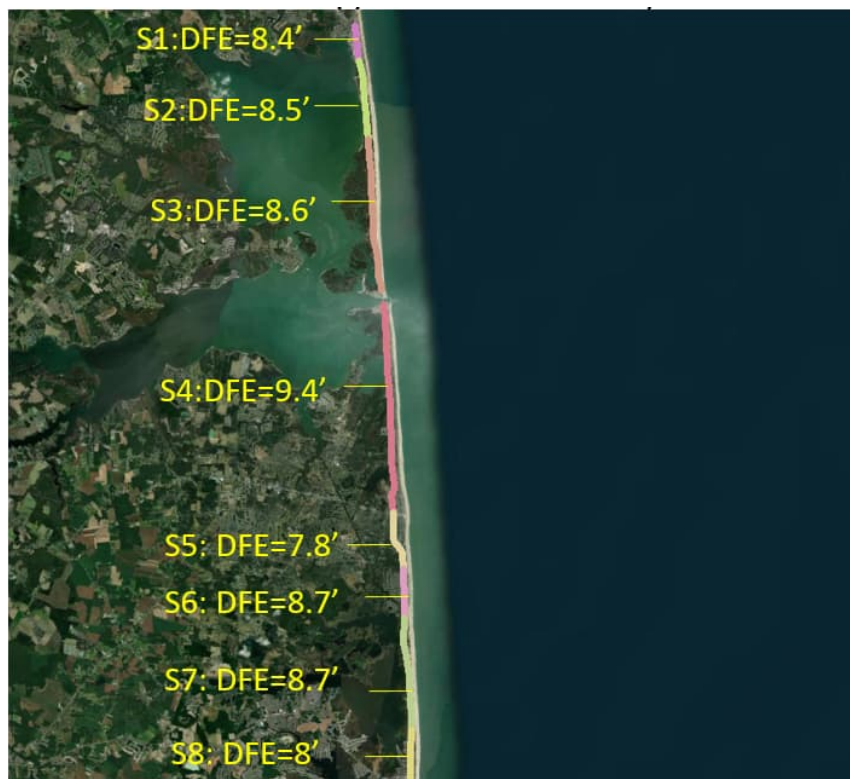 S1:DFE=8.4’
S2:DFE=8.5’
S3:DFE=8.6’
S4:DFE=9.4’
S5: DFE=7.8’
S6: DFE=8.7’
S7: DFE=8.7’
S8: DFE=8’